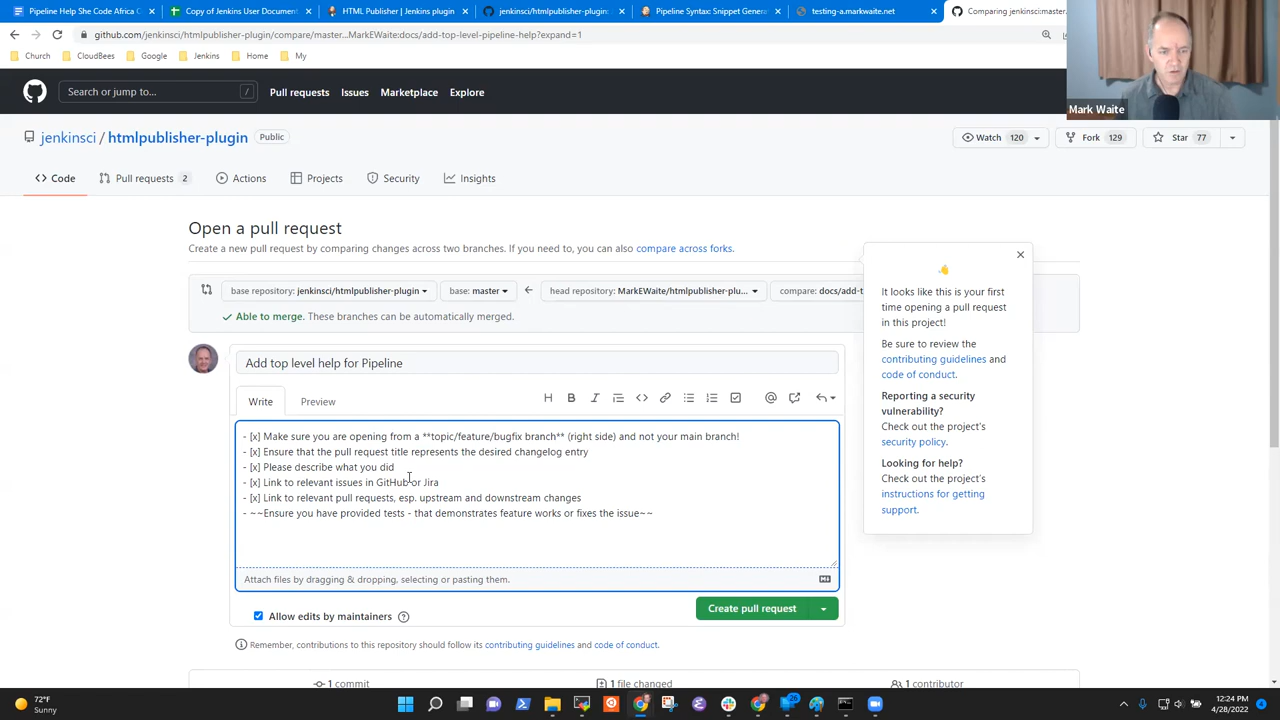 Pipeline Help She Code Africa C
Copy of Jenkins User Document
HTML Publisher | Jenkins plugin
jenkinsci/htmlpublisher-plugin:
Pipeline Syntax: Snippet Genera
testing-a.markwaite.net
Comparing jenkinsci:master
github.com/jenkinsci/htmlpublisher-plugin/compare/master...MarkEWaite:docs/add-top-level-pipeline-help?expand=1
Church CloudBees Google Jenkins Home My
Mark Waite
Search or jump to... / Pull requests Issues Marketplace Explore
jenkinsci / htmlpublisher-plugin Public
Watch 120 Fork 129 Star 77
Code Pull requests 2 Actions Projects Security Insights
Open a pull request
Create a new pull request by comparing changes across two branches. If you need to, you can also compare across forks.
base repository: jenkinsci/htmlpublisher-plugin base: master head repository: MarkEWaite/htmlpublisher-plu... compare: docs/add-t
Able to merge. These branches can be automatically merged.
Add top level help for Pipeline
Write Preview
- [x] Make sure you are opening from a **topic/feature/bugfix branch** (right side) and not your main branch!
- [x] Ensure that the pull request title represents the desired changelog entry
- [x] Please describe what you did
- [x] Link to relevant issues in GitHub or Jira
- [x] Link to relevant pull requests, esp. upstream and downstream changes
- ~~Ensure you have provided tests - that demonstrates feature works or fixes the issue~~
Attach files by dragging & dropping, selecting or pasting them.
Allow edits by maintainers
Create pull request
Remember, contributions to this repository should follow its contributing guidelines and code of conduct.
It looks like this is your first
time opening a pull request
in this project!
Be sure to review the
contributing guidelines and
code of conduct.
Reporting a security
vulnerability?
Check out the project's
security policy.
Looking for help?
Check out the project's
instructions for getting
support.
1 commit 1 file changed 1 contributor
72°F
Sunny
26
12:24 PM
4/28/2022